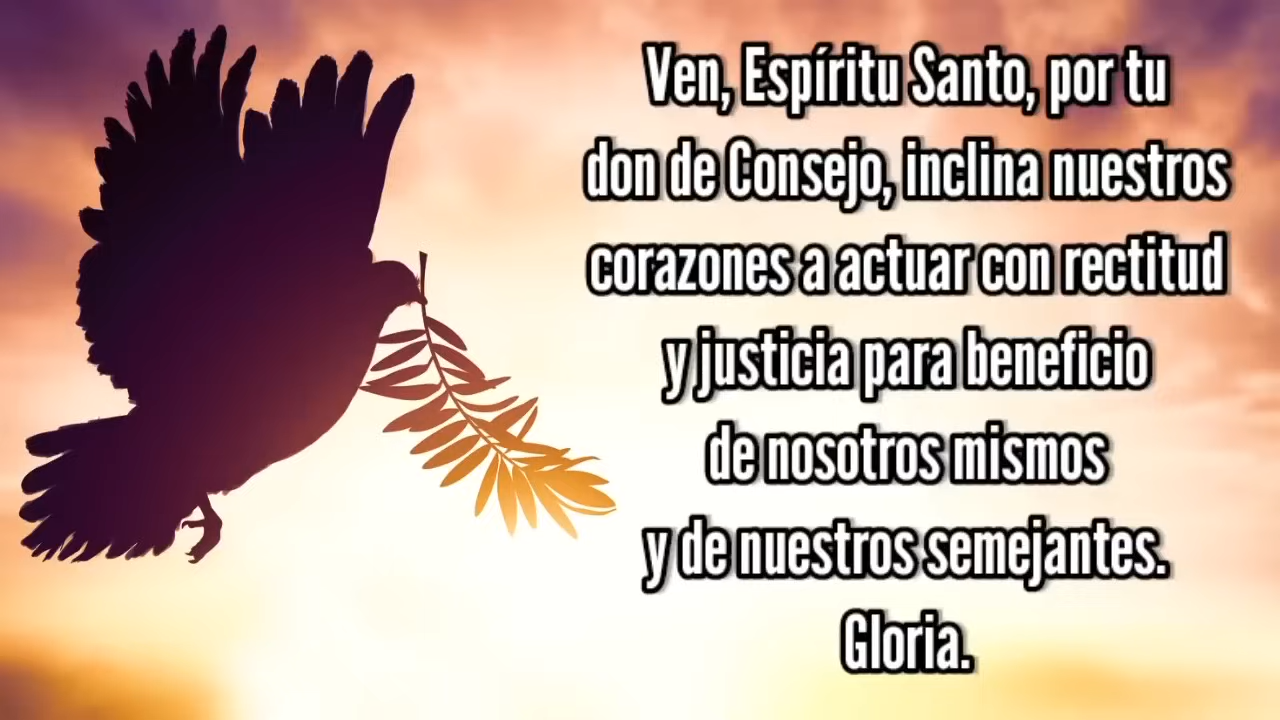 Ven, Espíritu Santo, por tu
don de Consejo, inclina nuestros
corazones a actuar con rectitud
y justicia para beneficio
de nosotros mismos
y de nuestros semejantes.
Gloria.